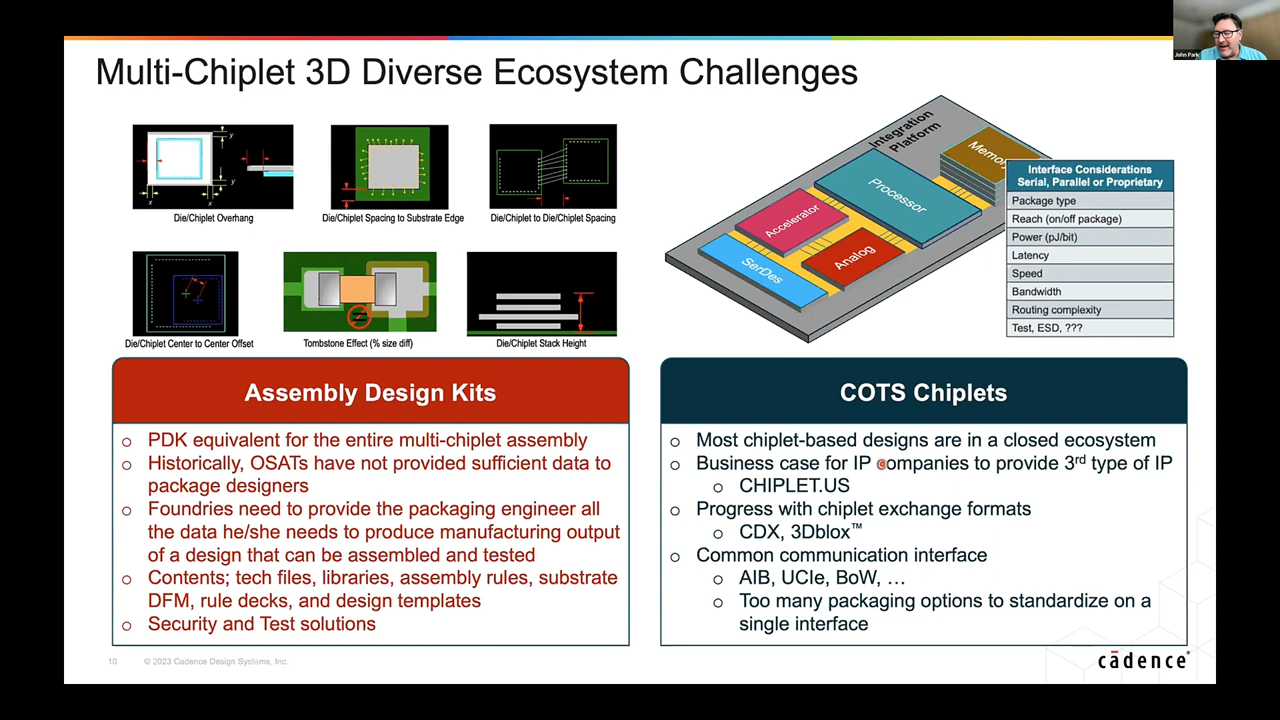 John Park
Multi-Chiplet 3D Diverse Ecosystem Challenges
y
y
x
x
Die/Chiplet Overhang
Die/Chiplet Spacing to Substrate Edge
Die/Chiplet to Die/Chiplet Spacing
Die/Chiplet Center to Center Offset
Tombstone Effect (% size diff)
Die/Chiplet Stack Height
Integration
Platform
Memory
Processor
Accelerator
Analog
SerDes
Interface Considerations
Serial, Parallel or Proprietary
Package type
Reach (on/off package)
Power (pJ/bit)
Latency
Speed
Bandwidth
Routing complexity
Test, ESD, ???
Assembly Design Kits
o PDK equivalent for the entire multi-chiplet assembly
o Historically, OSATs have not provided sufficient data to
package designers
o Foundries need to provide the packaging engineer all
the data he/she needs to produce manufacturing output
of a design that can be assembled and tested
o Contents; tech files, libraries, assembly rules, substrate
DFM, rule decks, and design templates
o Security and Test solutions
COTS Chiplets
o Most chiplet-based designs are in a closed ecosystem
o Business case for IP companies to provide 3rd type of IP
o CHIPLET.US
o Progress with chiplet exchange formats
o CDX, 3Dblox™
o Common communication interface
o AIB, UCIe, BoW, …
o Too many packaging options to standardize on a
single interface
10 © 2023 Cadence Design Systems, Inc.
cādence®